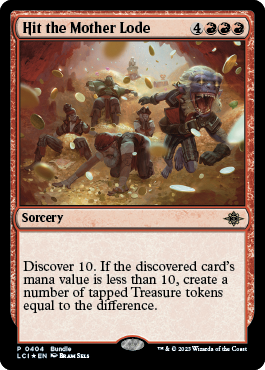 Hit the Mother Lode 4
Sorcery
Discover 10. If the discovered card's
mana value is less than 10, create a
number of tapped Treasure tokens
equal to the difference.
P 0404 Bundle
LCI ★ EN Bram Sels
™ & © 2023 Wizards of the Coast